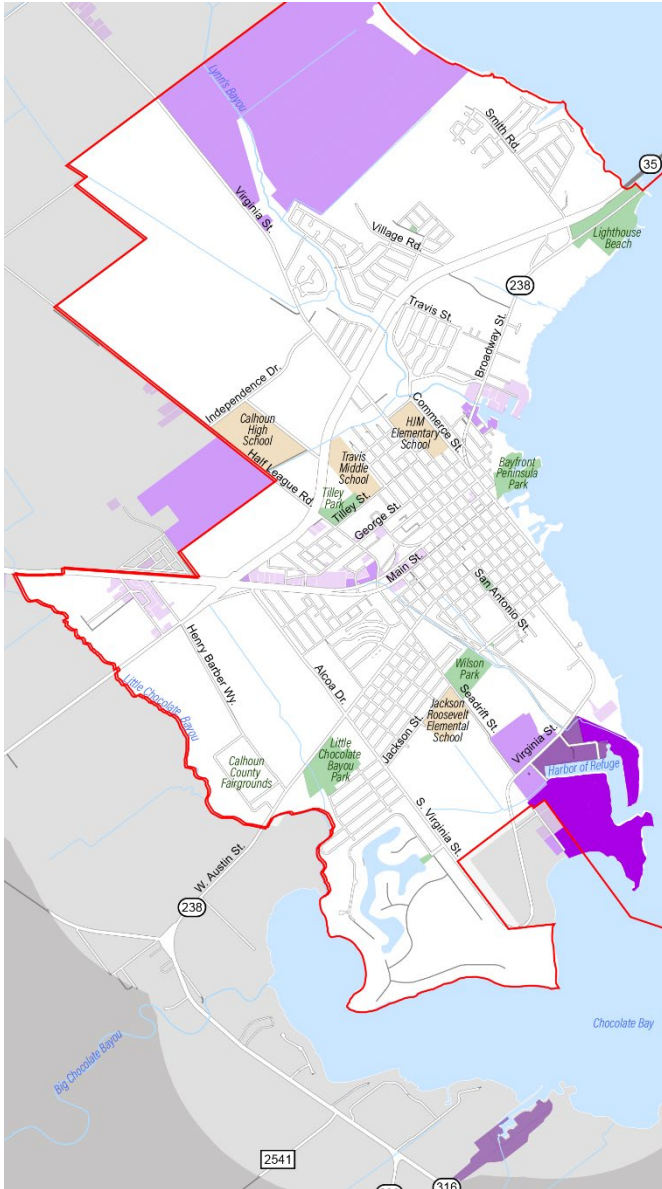 Lynn's Bayou
Smith Rd.
35
Virginia St.
Village Rd.
Lighthouse
Beach
238
Travis St.
Broadway St.
Independence Dr.
Calhoun
High
School
HJM
Elementary
School
Commerce St.
Travis
Middle
School
Half League Rd.
Tilley
Park
Tilley St.
Bayfront
Peninsula
Park
George St.
Main St.
San Antonio St.
Henry Barber Wy.
Alcoa Dr.
Wilson
Park
Little Chocolate Bayou
Seadrift St.
Jackson
Roosevelt
Elemental
School
Jackson St.
Virginia St.
Little
Chocolate
Bayou
Park
Calhoun
County
Fairgrounds
Harbor of Refuge
S. Virginia St.
W. Austin St.
238
Chocolate Bay
Big Chocolate Bayou
2541
316